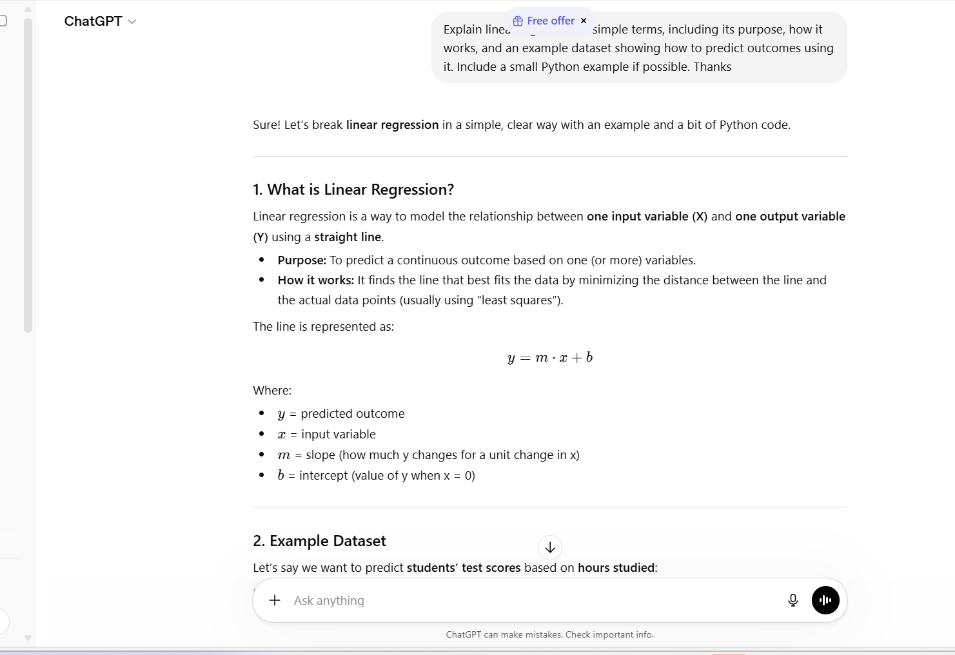 ChatGPT
Free offer ×
Explain simple terms, including its purpose, how it
works, and an example dataset showing how to predict outcomes using
it. Include a small Python example if possible. Thanks
Sure! Let's break linear regression in a simple, clear way with an example and a bit of Python code.
1. What is Linear Regression?
Linear regression is a way to model the relationship between one input variable (X) and one output variable
(Y) using a straight line.
• Purpose: To predict a continuous outcome based on one (or more) variables.
• How it works: It finds the line that best fits the data by minimizing the distance between the line and
the actual data points (usually using "least squares").
The line is represented as:
y = m · x + b
Where:
• y = predicted outcome
• x = input variable
• m = slope (how much y changes for a unit change in x)
• b = intercept (value of y when x = 0)
2. Example Dataset
Let's say we want to predict students' test scores based on hours studied:
Ask anything
ChatGPT can make mistakes. Check important info.